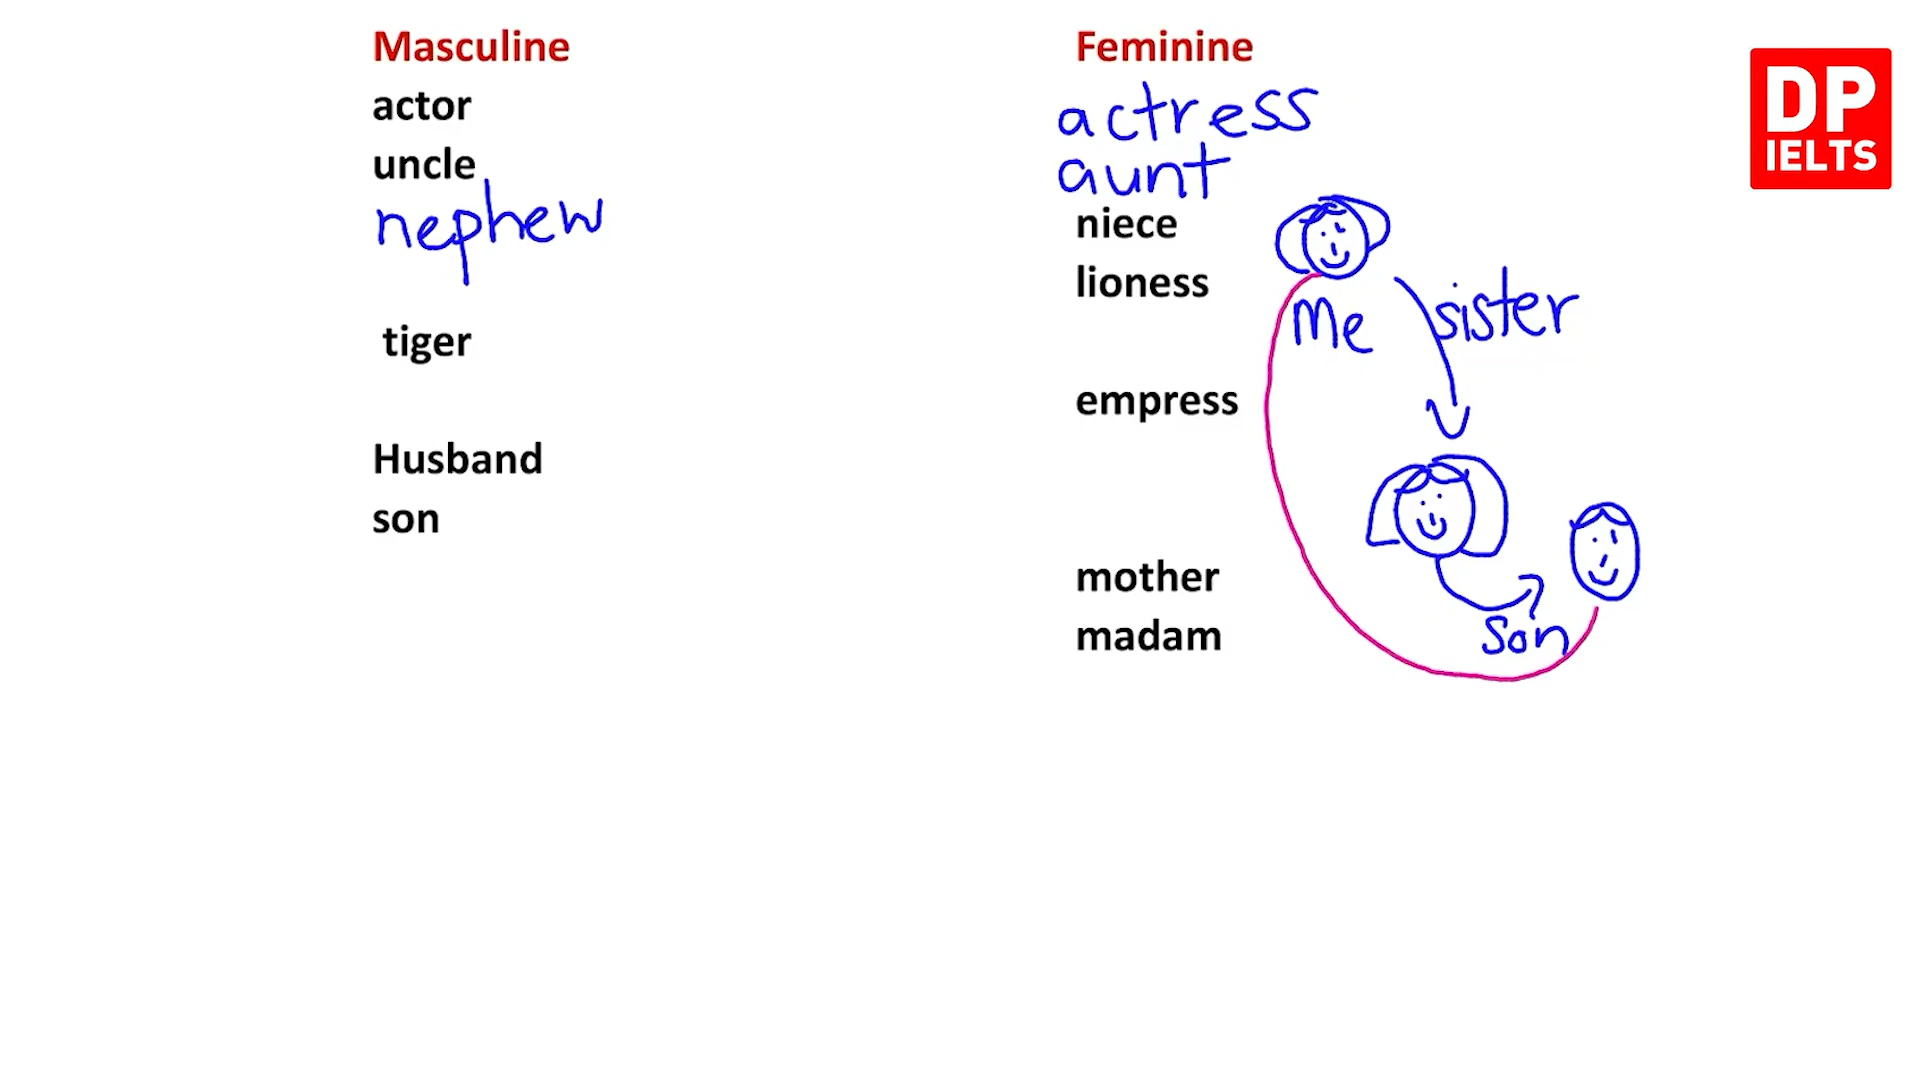 Masculine Feminine
actor actress
uncle aunt
nephew niece
lioness
tiger
empress
Husband
son
mother
madam
Me
sister
son
DP
IELTS